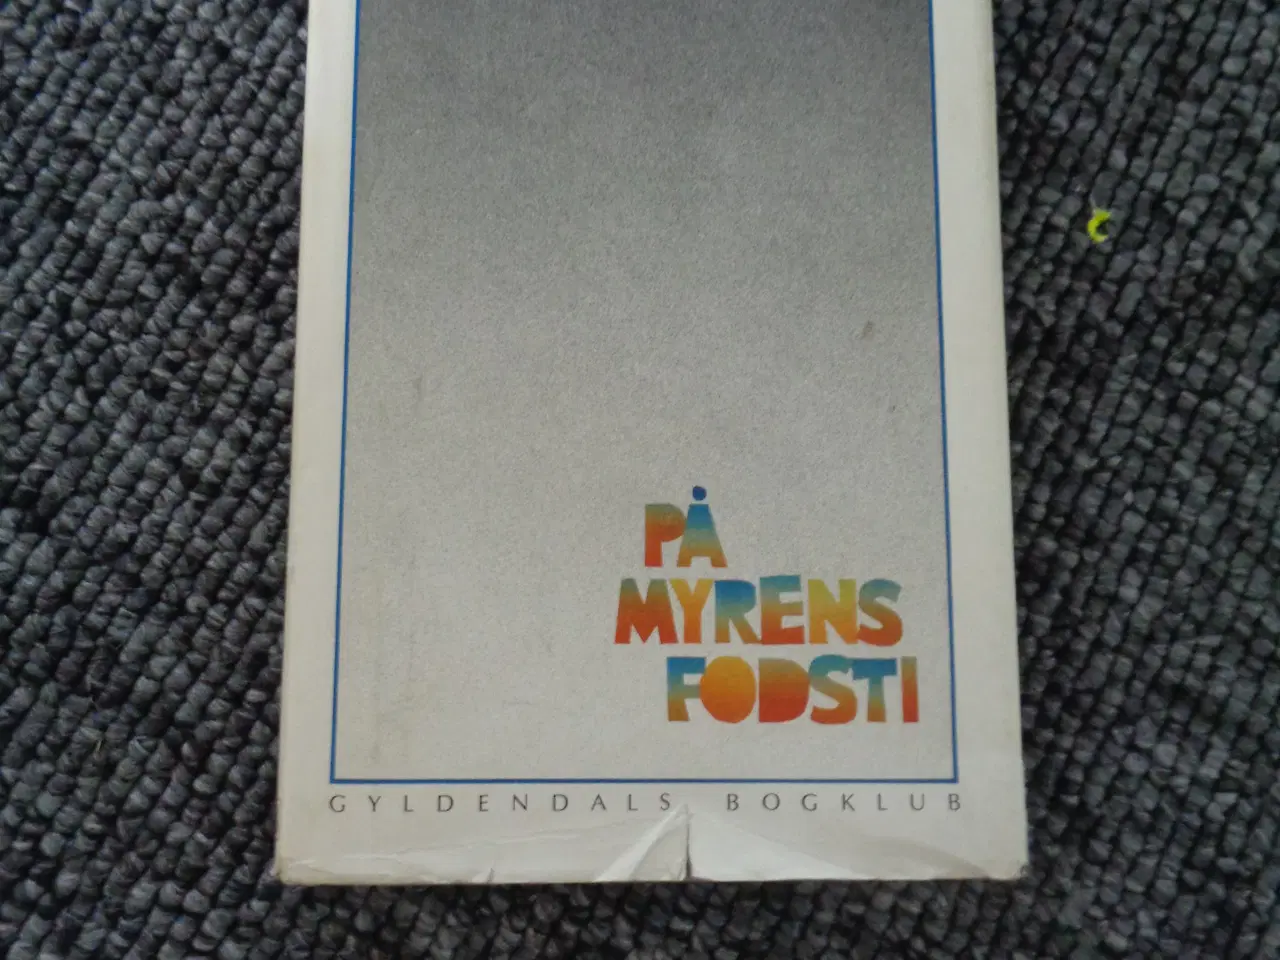 PÅ
MYRENS
FODSTI
GYLDENDALS BOGKLUB